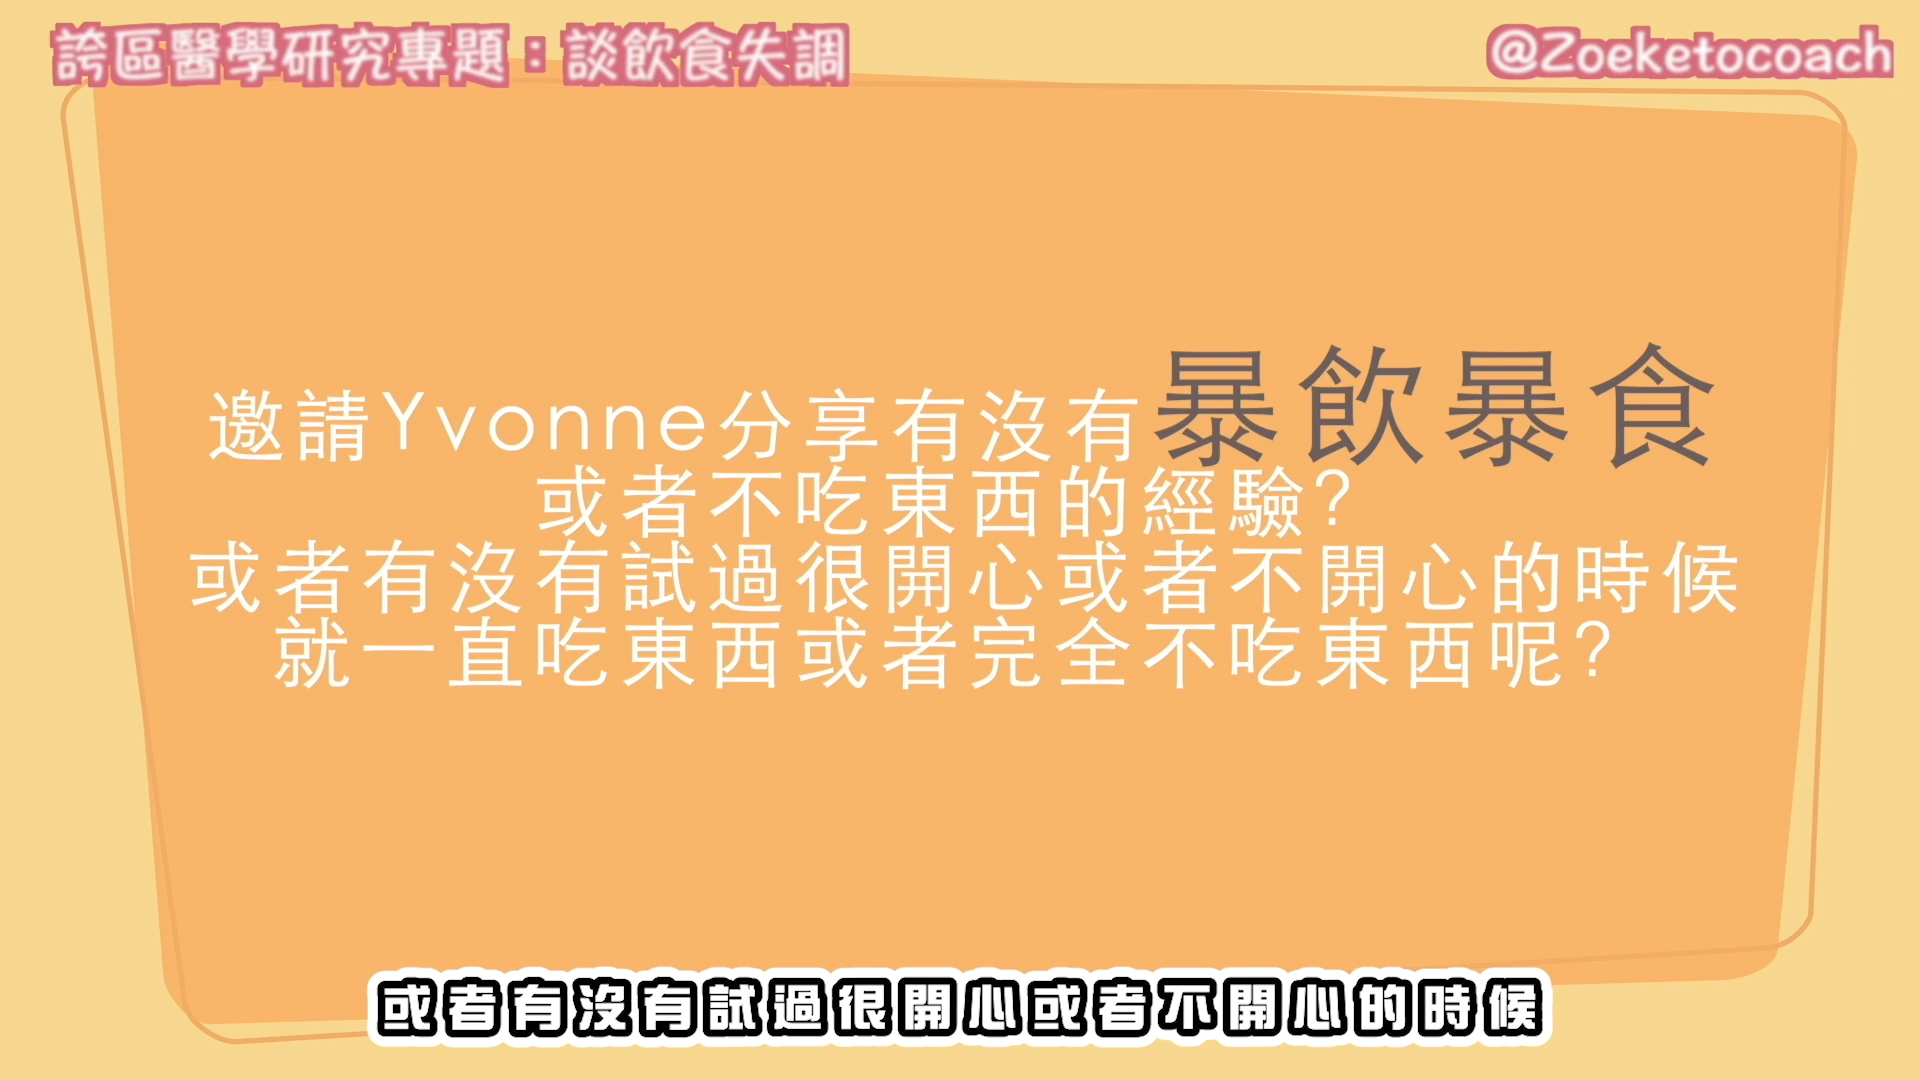 誇區醫學研究專題：談飲食失調
@Zoeketocoach
邀請Yvonne分享有沒有暴飲暴食
或者不吃東西的經驗?
或者有沒有試過很開心或者不開心的時候
就一直吃東西或者完全不吃東西呢?
或者有沒有試過很開心或者不開心的時候